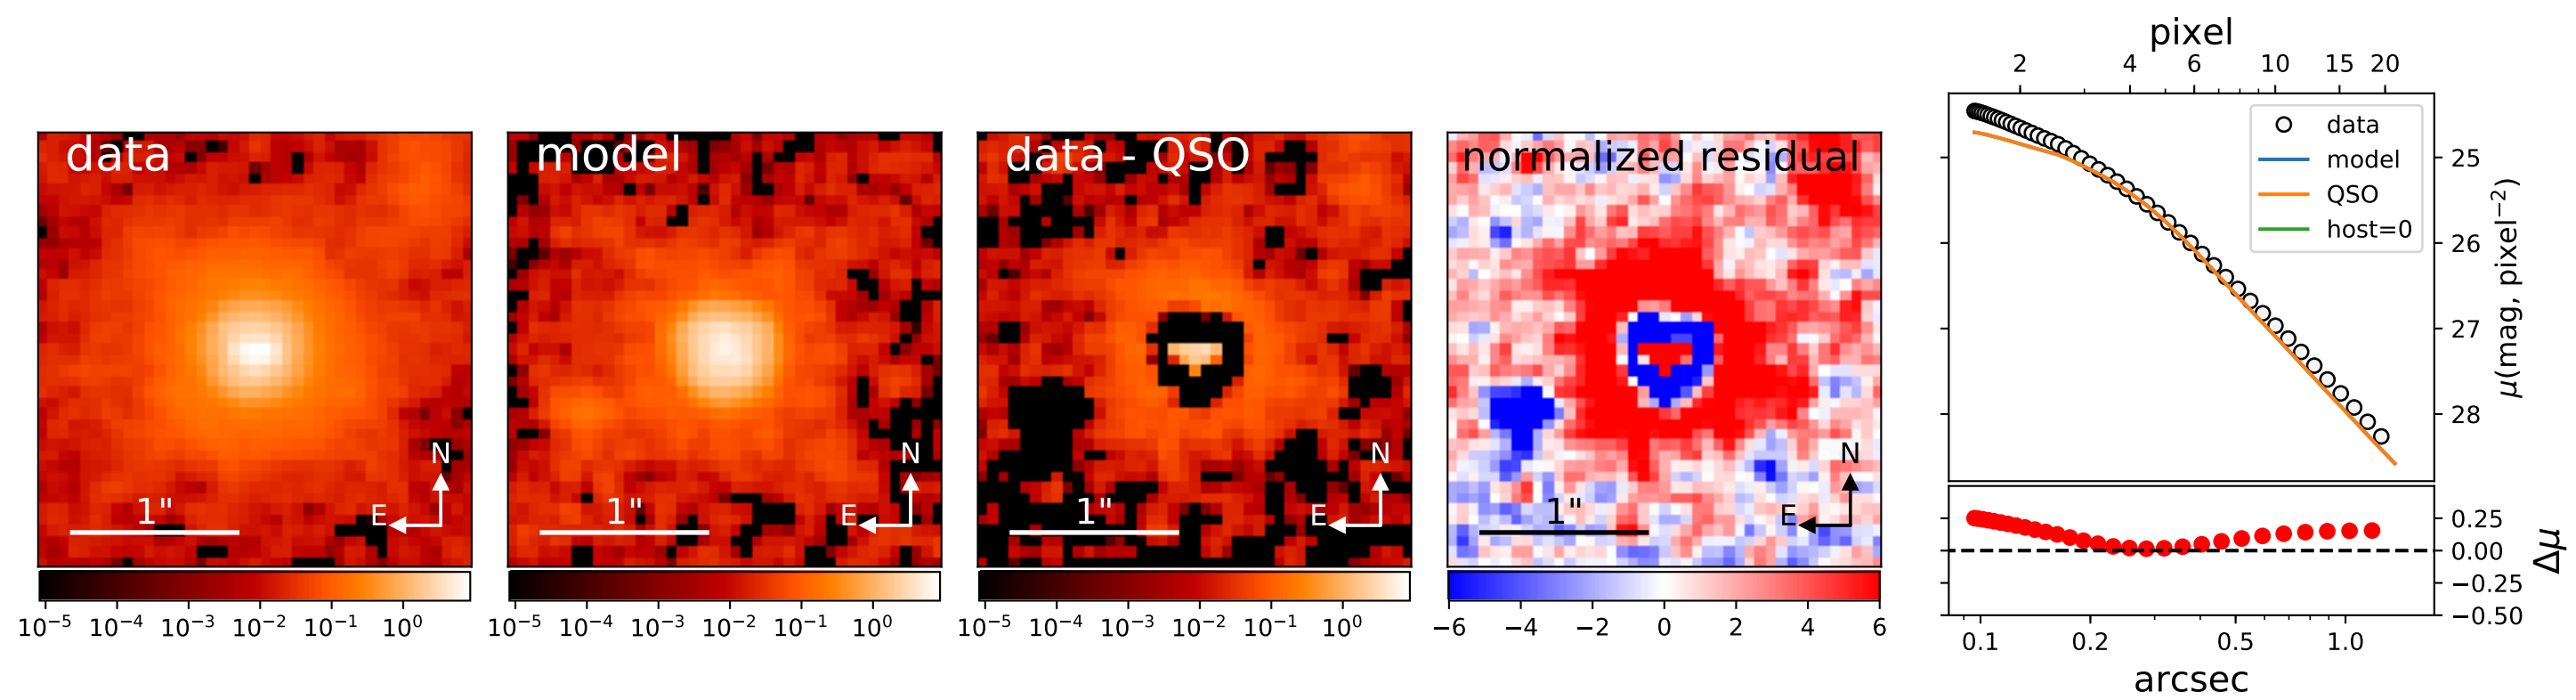 data
N
E
1"
10⁻⁵ 10⁻⁴ 10⁻³ 10⁻² 10⁻¹ 10⁰
model
N
E
1"
10⁻⁵ 10⁻⁴ 10⁻³ 10⁻² 10⁻¹ 10⁰
data - QSO
N
E
1"
10⁻⁵ 10⁻⁴ 10⁻³ 10⁻² 10⁻¹ 10⁰
normalized residual
N
E
1"
−6 −4 −2 0 2 4 6
pixel
2 4 6 10 15 20
data
model
QSO
host=0
25
26
27
28
μ(mag, pixel⁻²)
0.25
0.00
−0.25
−0.50
Δμ
0.1 0.2 0.5 1.0
arcsec